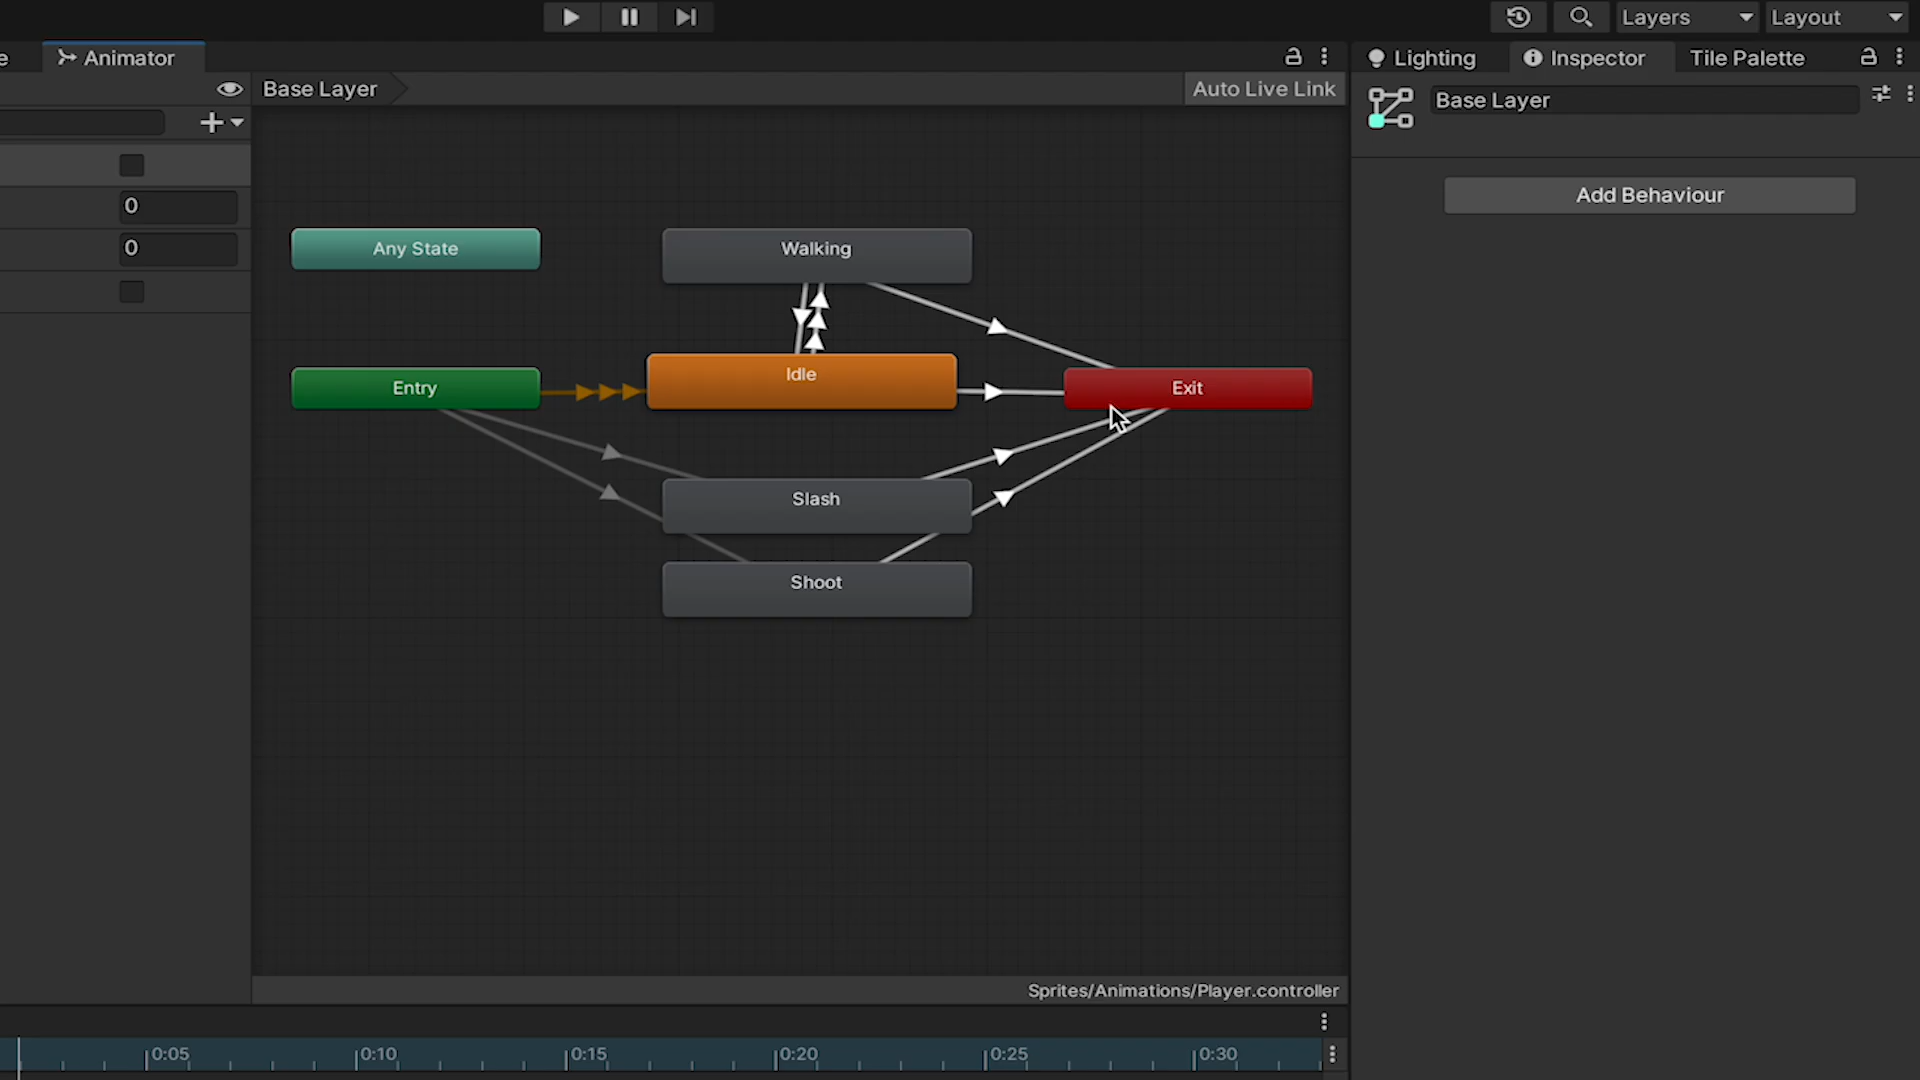 Layers
Layout
e
Animator
Lighting
Inspector
Tile Palette
Base Layer
Auto Live Link
Base Layer
0
Add Behaviour
0
Any State
Walking
Idle
Entry
Exit
Slash
Shoot
Sprites/Animations/Player.controller
0:05
0:10
0:15
0:20
0:25
0:30